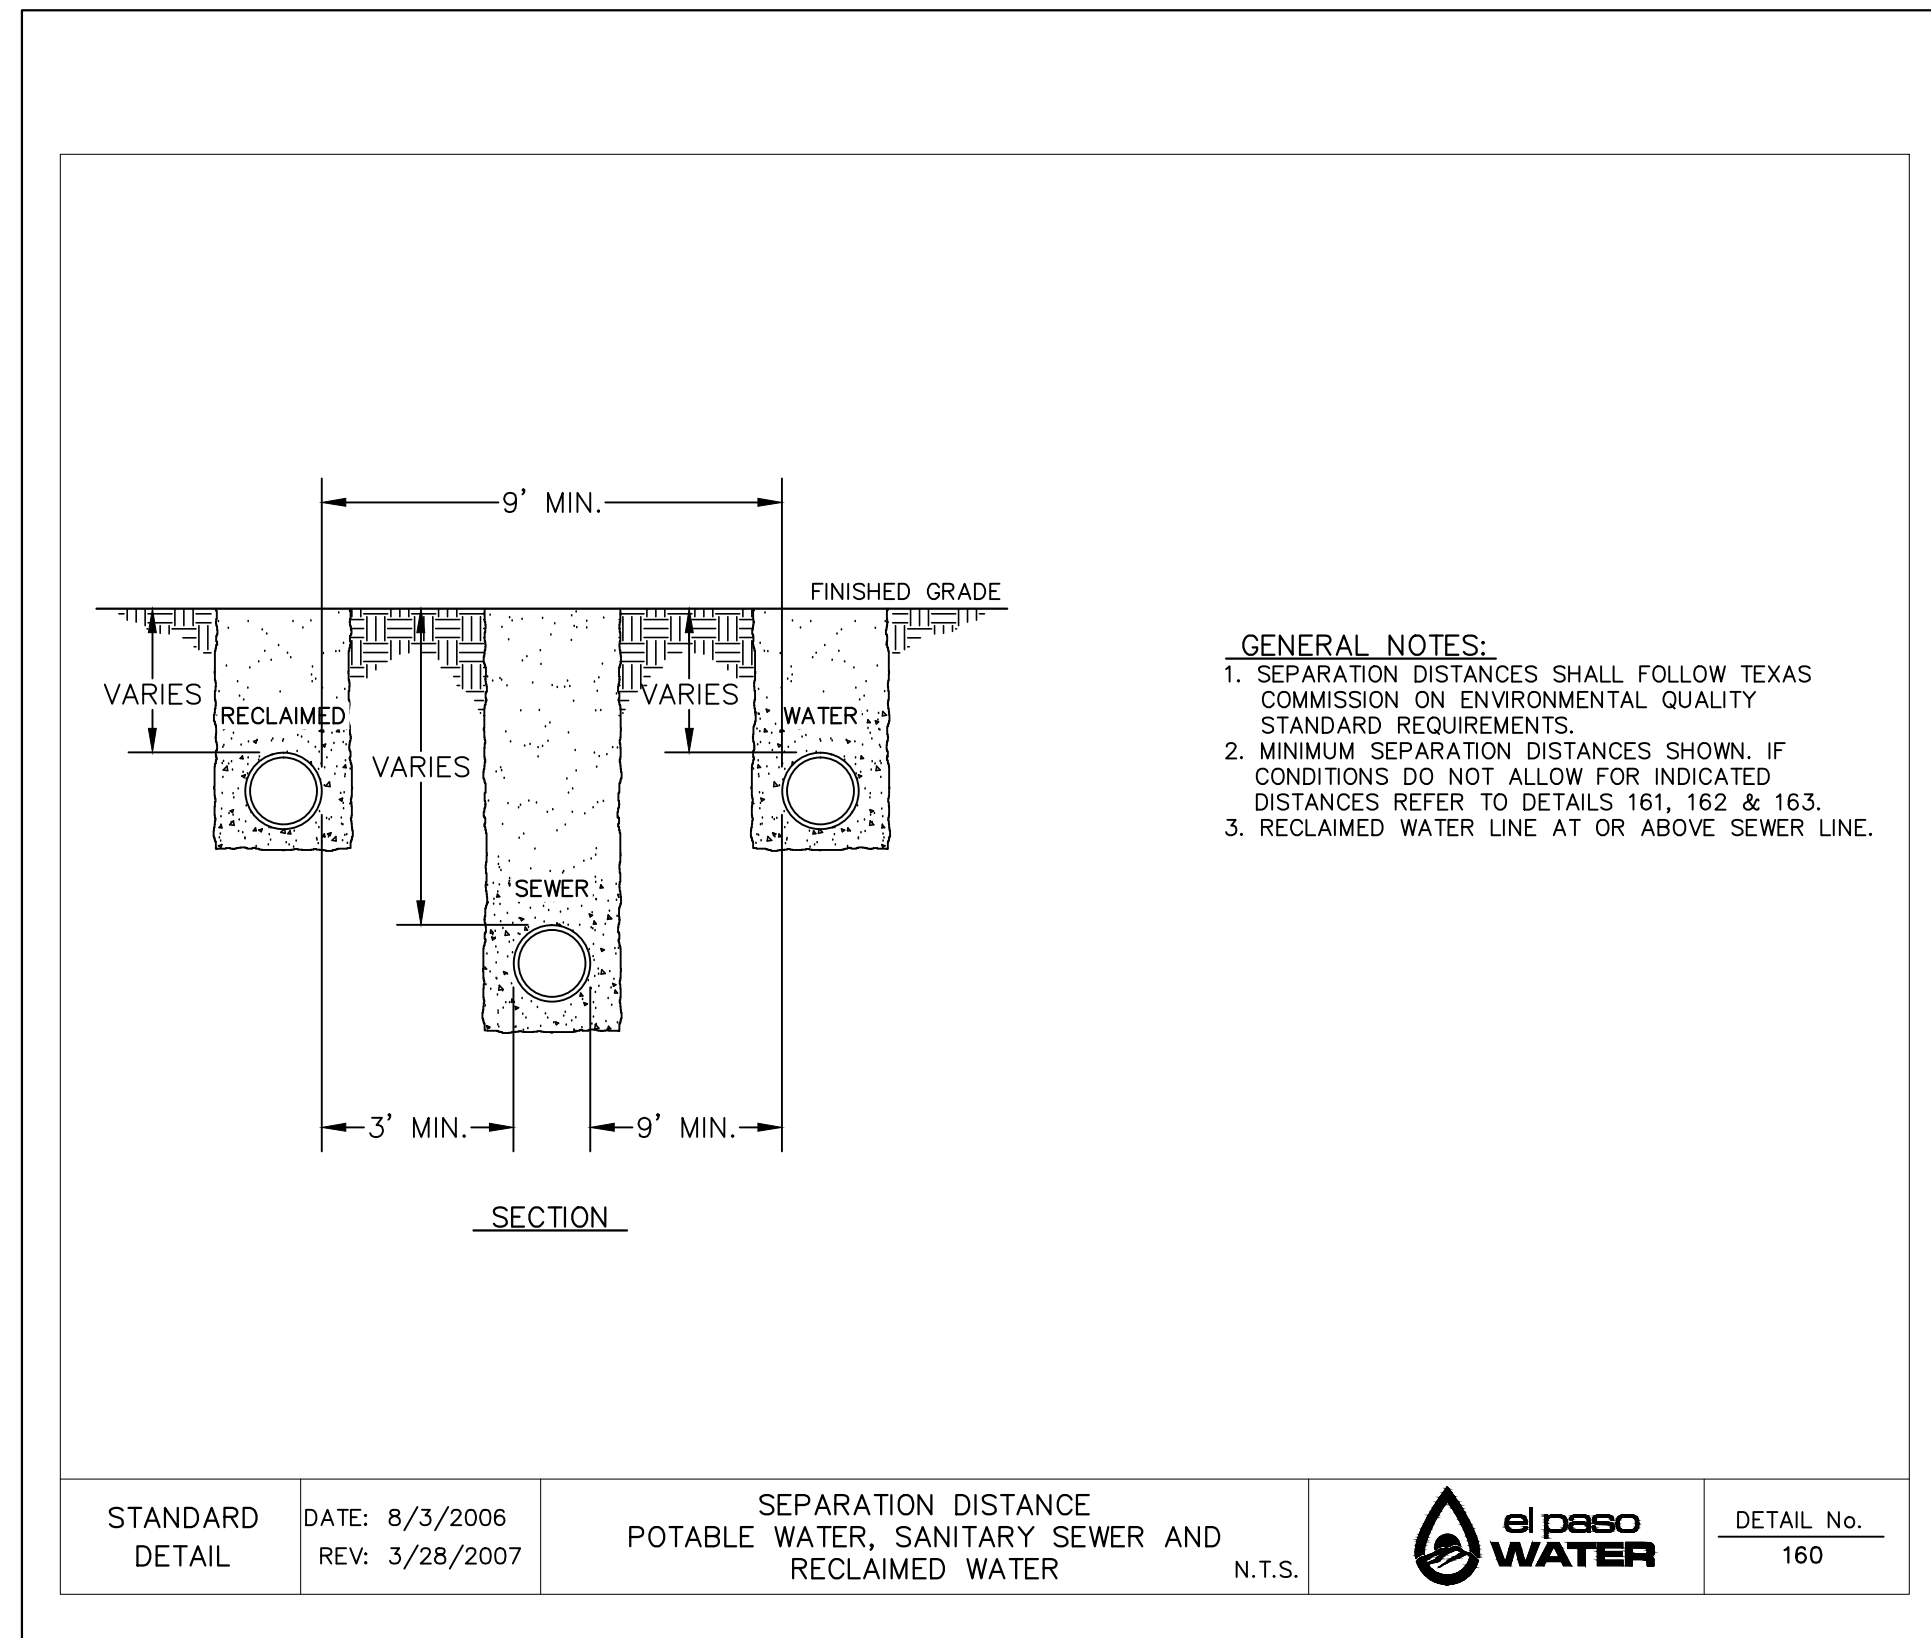 9' MIN.
FINISHED GRADE
VARIES
RECLAIMED
VARIES
SEWER
VARIES
WATER
3' MIN.
9' MIN.
SECTION
GENERAL NOTES:
1. SEPARATION DISTANCES SHALL FOLLOW TEXAS
COMMISSION ON ENVIRONMENTAL QUALITY
STANDARD REQUIREMENTS.
2. MINIMUM SEPARATION DISTANCES SHOWN. IF
CONDITIONS DO NOT ALLOW FOR INDICATED
DISTANCES REFER TO DETAILS 161, 162 & 163.
3. RECLAIMED WATER LINE AT OR ABOVE SEWER LINE.
STANDARD
DETAIL
DATE: 8/3/2006
REV: 3/28/2007
SEPARATION DISTANCE
POTABLE WATER, SANITARY SEWER AND
RECLAIMED WATER
N.T.S.
el paso
WATER
DETAIL No.
160